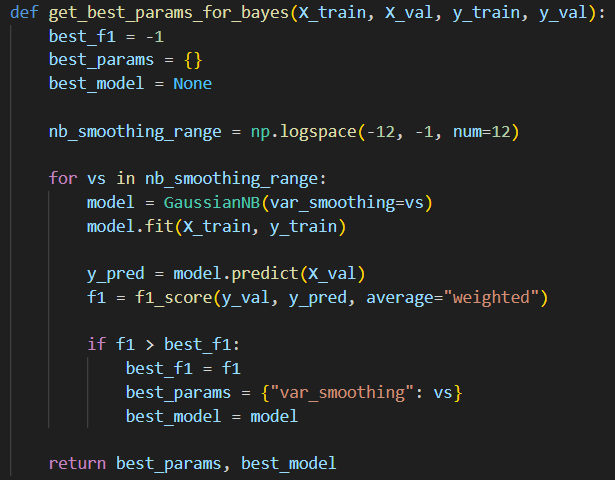 def get_best_params_for_bayes(X_train, X_val, y_train, y_val):
    best_f1 = -1
    best_params = {}
    best_model = None

    nb_smoothing_range = np.logspace(-12, -1, num=12)

    for vs in nb_smoothing_range:
        model = GaussianNB(var_smoothing=vs)
        model.fit(X_train, y_train)

        y_pred = model.predict(X_val)
        f1 = f1_score(y_val, y_pred, average="weighted")

        if f1 > best_f1:
            best_f1 = f1
            best_params = {"var_smoothing": vs}
            best_model = model

    return best_params, best_model